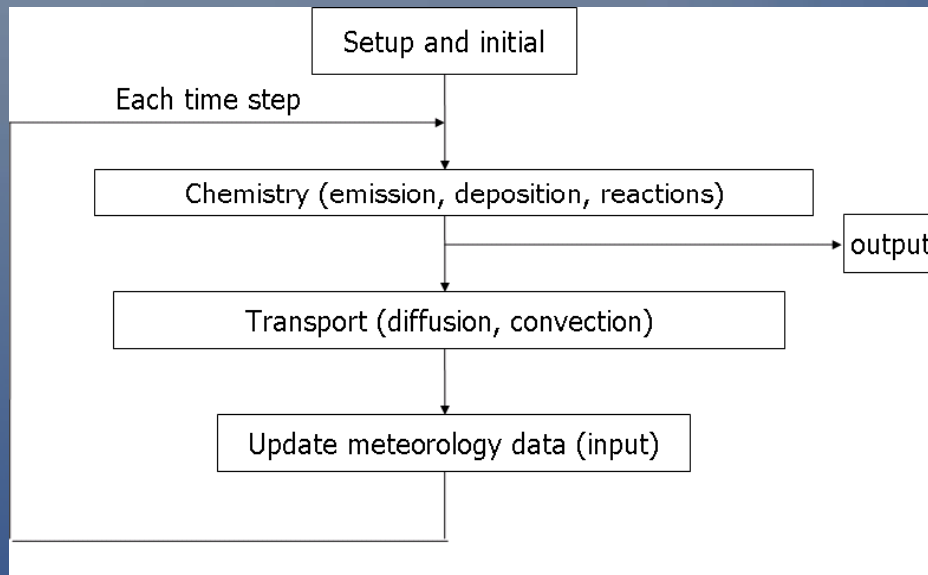 Setup and initial
Each time step
Chemistry (emission, deposition, reactions)
output
Transport (diffusion, convection)
Update meteorology data (input)